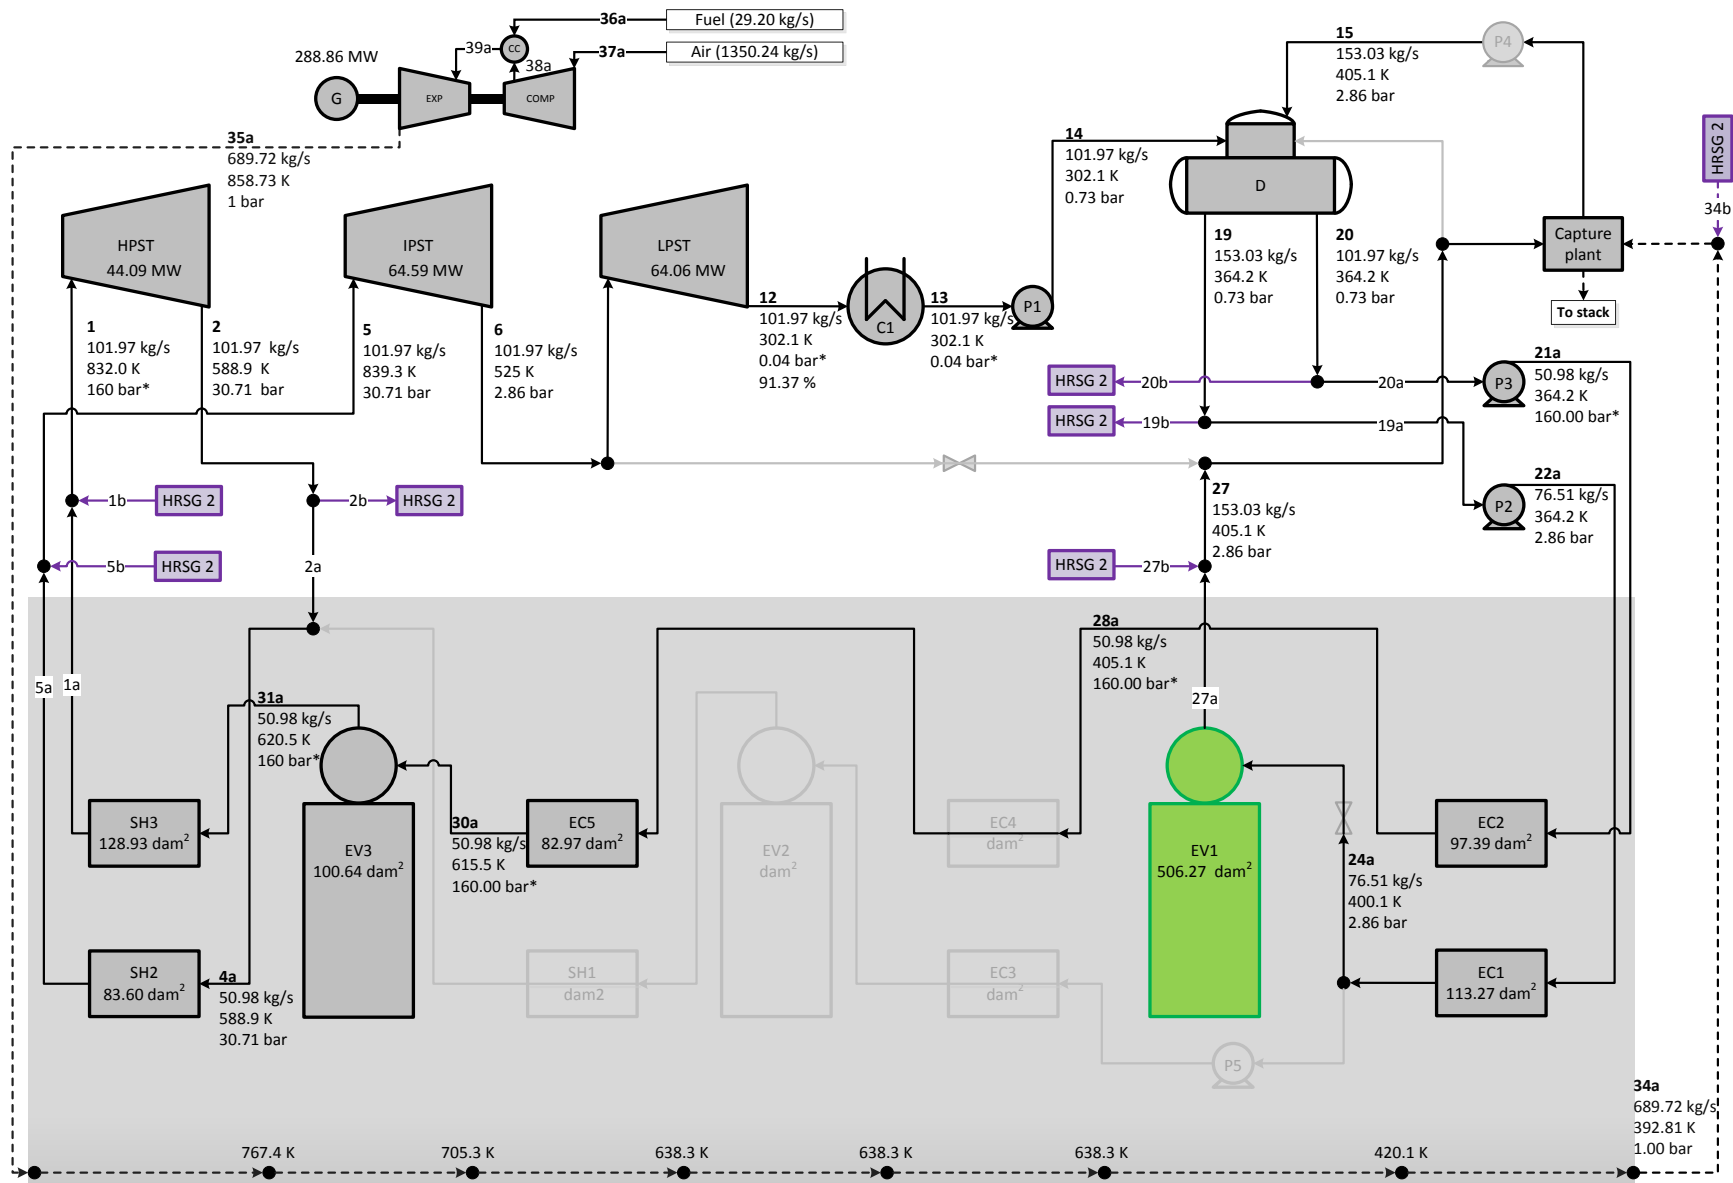 36a
Fuel (29.20 kg/s)
39a
CC
37a
Air (1350.24 kg/s)
38a
288.86 MW
G
EXP
COMP
15
153.03 kg/s
405.1 K
2.86 bar
P4
35a
689.72 kg/s
858.73 K
1 bar
14
101.97 kg/s
302.1 K
0.73 bar
D
HRSG 2
34b
HPST
44.09 MW
IPST
64.59 MW
LPST
64.06 MW
19
153.03 kg/s
364.2 K
0.73 bar
20
101.97 kg/s
364.2 K
0.73 bar
Capture
plant
To stack
1
101.97 kg/s
832.0 K
160 bar*
2
101.97 kg/s
588.9 K
30.71 bar
5
101.97 kg/s
839.3 K
30.71 bar
6
101.97 kg/s
525 K
2.86 bar
12
101.97 kg/s
302.1 K
0.04 bar*
91.37 %
C1
13
101.97 kg/s
302.1 K
0.04 bar*
P1
HRSG 2
20b
20a
P3
21a
50.98 kg/s
364.2 K
160.00 bar*
HRSG 2
19b
19a
P2
22a
76.51 kg/s
364.2 K
2.86 bar
27
153.03 kg/s
405.1 K
2.86 bar
1b
HRSG 2
2b
HRSG 2
5b
HRSG 2
2a
HRSG 2
27b
28a
50.98 kg/s
405.1 K
160.00 bar*
5a
1a
31a
50.98 kg/s
620.5 K
160 bar*
27a
SH3
128.93 dam²
EV3
100.64 dam²
30a
50.98 kg/s
615.5 K
160.00 bar*
EC5
82.97 dam²
EV2
dam²
EC4
dam²
EV1
506.27 dam²
24a
76.51 kg/s
400.1 K
2.86 bar
EC2
97.39 dam²
SH2
83.60 dam²
4a
50.98 kg/s
588.9 K
30.71 bar
SH1
dam2
EC3
dam²
EC1
113.27 dam²
P5
34a
689.72 kg/s
392.81 K
1.00 bar
767.4 K
705.3 K
638.3 K
638.3 K
638.3 K
420.1 K